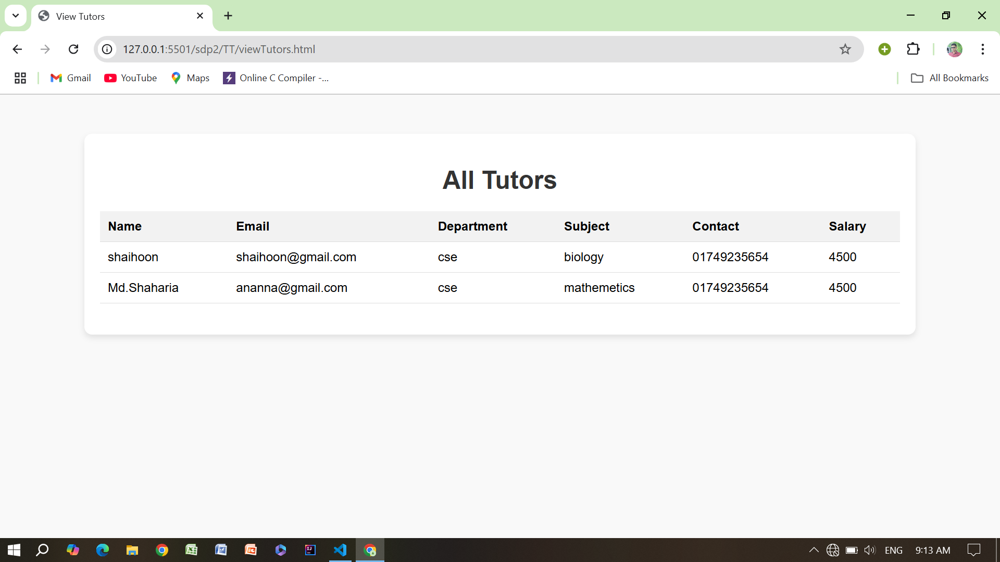 View Tutors
127.0.0.1:5501/sdp2/TT/viewTutors.html
Gmail YouTube Maps Online C Compiler -... All Bookmarks
All Tutors
Name Email Department Subject Contact Salary
shaihoon shaihoon@gmail.com cse biology 01749235654 4500
Md.Shaharia ananna@gmail.com cse mathemetics 01749235654 4500
ENG 9:13 AM